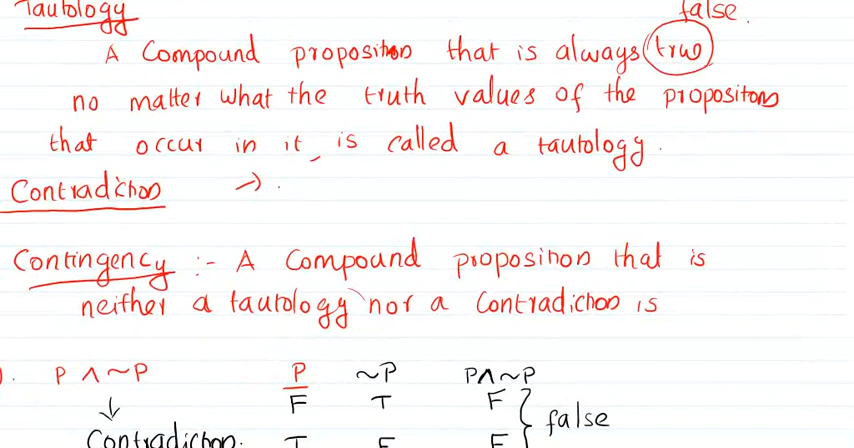 Tautology false.
A Compound proposition that is always true
no matter what the truth values of the propositions
that occur in it, is called a tautology.
Contradiction →.
Contingency :- A Compound proposition that is
neither a tautology nor a Contradiction is
). P ∧ ~P P ~P P∧~P
↓ F T F } false
Contradiction. T F F